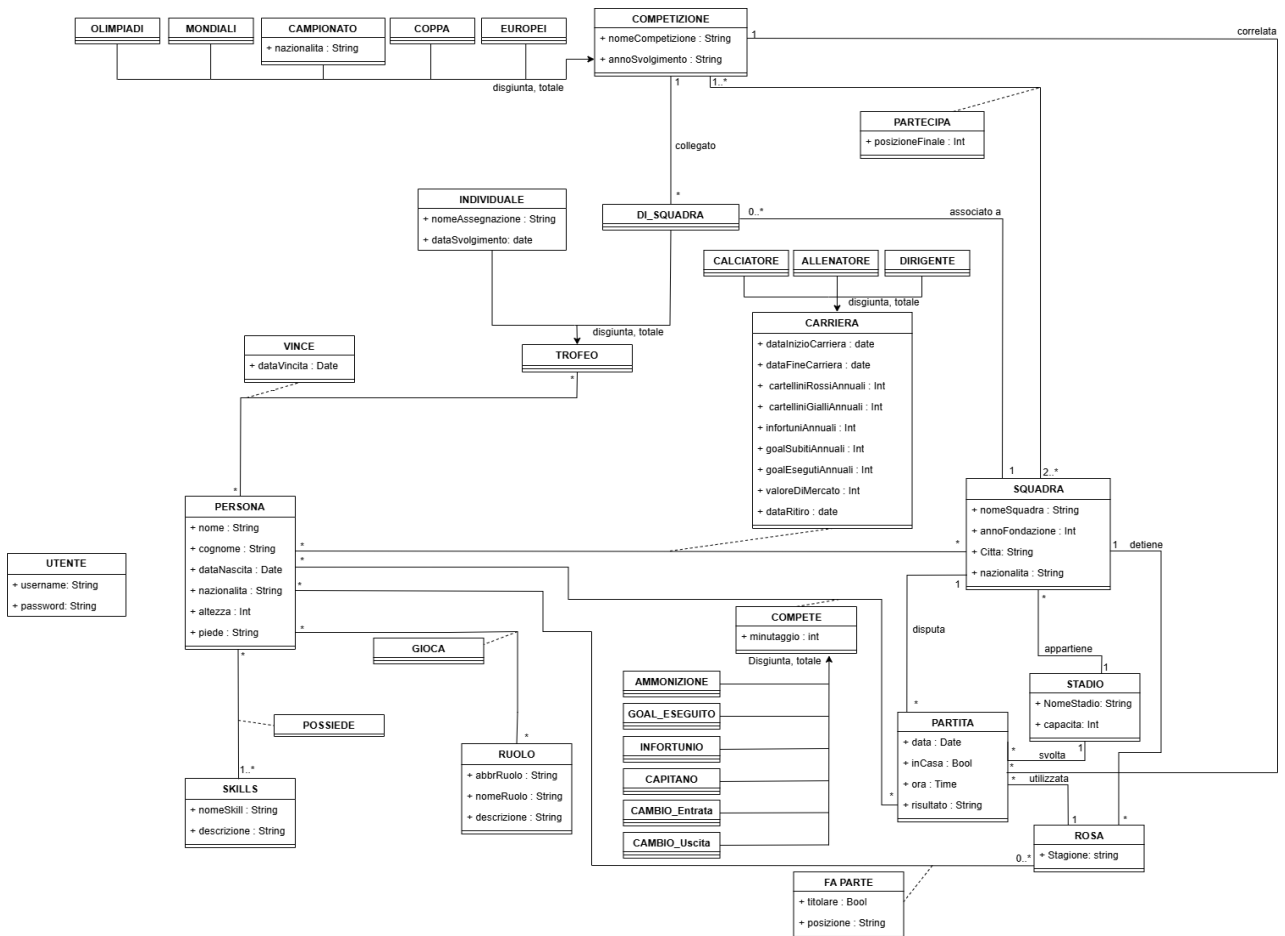 OLIMPIADI
MONDIALI
CAMPIONATO
+ nazionalita : String
COPPA
EUROPEI
disgiunta, totale
COMPETIZIONE
+ nomeCompetizione : String
+ annoSvolgimento : String
1
correlata
1
1..*
PARTECIPA
+ posizioneFinale : Int
collegato
*
INDIVIDUALE
+ nomeAssegnazione : String
+ dataSvolgimento: date
DI_SQUADRA
0..*
associato a
CALCIATORE
ALLENATORE
DIRIGENTE
disgiunta, totale
disgiunta, totale
VINCE
+ dataVincita : Date
TROFEO
*
CARRIERA
+ dataInizioCarriera : date
+ dataFineCarriera : date
+ cartelliniRossiAnnuali : Int
+ cartelliniGialliAnnuali : Int
+ infortuniAnnuali : Int
+ goalSubitiAnnuali : Int
+ goalEsegutiAnnuali : Int
+ valoreDiMercato : Int
+ dataRitiro : date
1
2..*
*
PERSONA
+ nome : String
+ cognome : String
+ dataNascita : Date
+ nazionalita : String
+ altezza : Int
+ piede : String
*
*
*
*
*
SQUADRA
+ nomeSquadra : String
+ annoFondazione : Int
+ Citta: String
+ nazionalita : String
*
1
1
detiene
*
UTENTE
+ username: String
+ password: String
GIOCA
COMPETE
+ minutaggio : int
Disgiunta, totale
disputa
appartiene
1
POSSIEDE
AMMONIZIONE
GOAL_ESEGUITO
INFORTUNIO
CAPITANO
CAMBIO_Entrata
CAMBIO_Uscita
STADIO
+ NomeStadio: String
+ capacita: Int
*
PARTITA
+ data : Date
+ inCasa : Bool
+ ora : Time
+ risultato : String
*
*
*
*
svolta
1
utilizzata
1
*
1..*
SKILLS
+ nomeSkill : String
+ descrizione : String
*
RUOLO
+ abbrRuolo : String
+ nomeRuolo : String
+ descrizione : String
ROSA
+ Stagione: string
0..*
FA PARTE
+ titolare : Bool
+ posizione : String